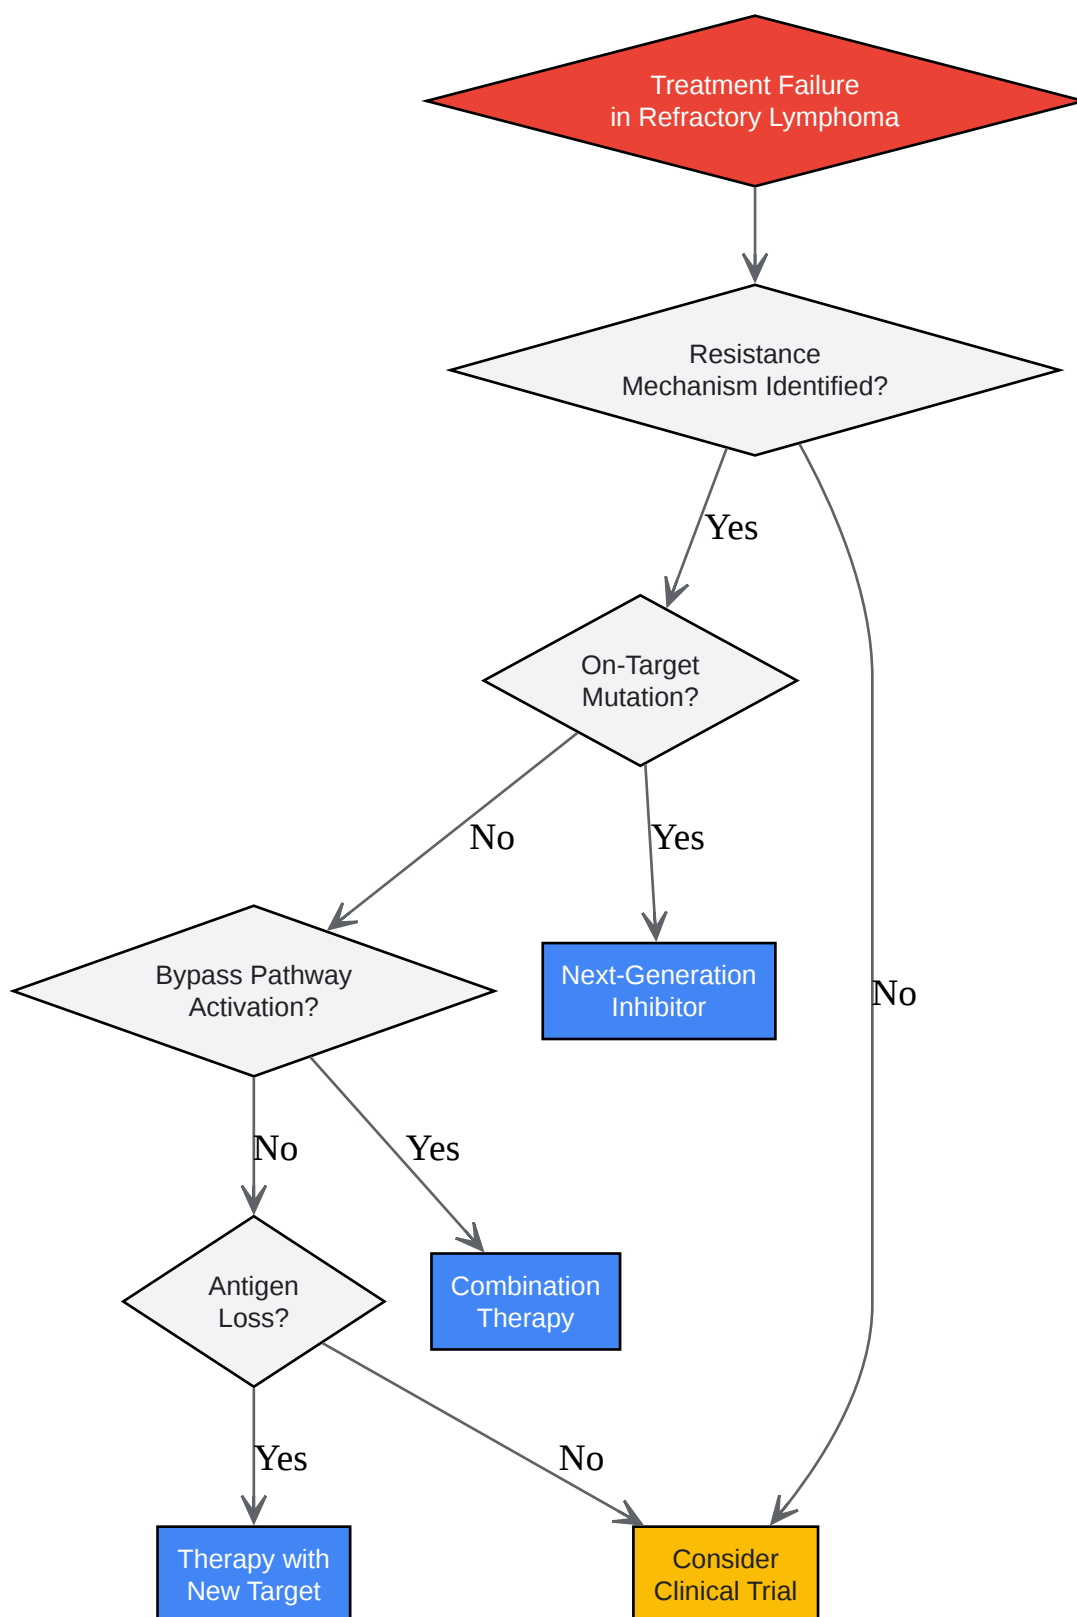 Treatment Failure
in Refractory Lymphoma
Resistance
Mechanism Identified?
Yes
On-Target
Mutation?
No
Yes
Bypass Pathway
Activation?
Next-Generation
Inhibitor
No
No
Yes
Antigen
Loss?
Combination
Therapy
Yes
No
Therapy with
New Target
Consider
Clinical Trial